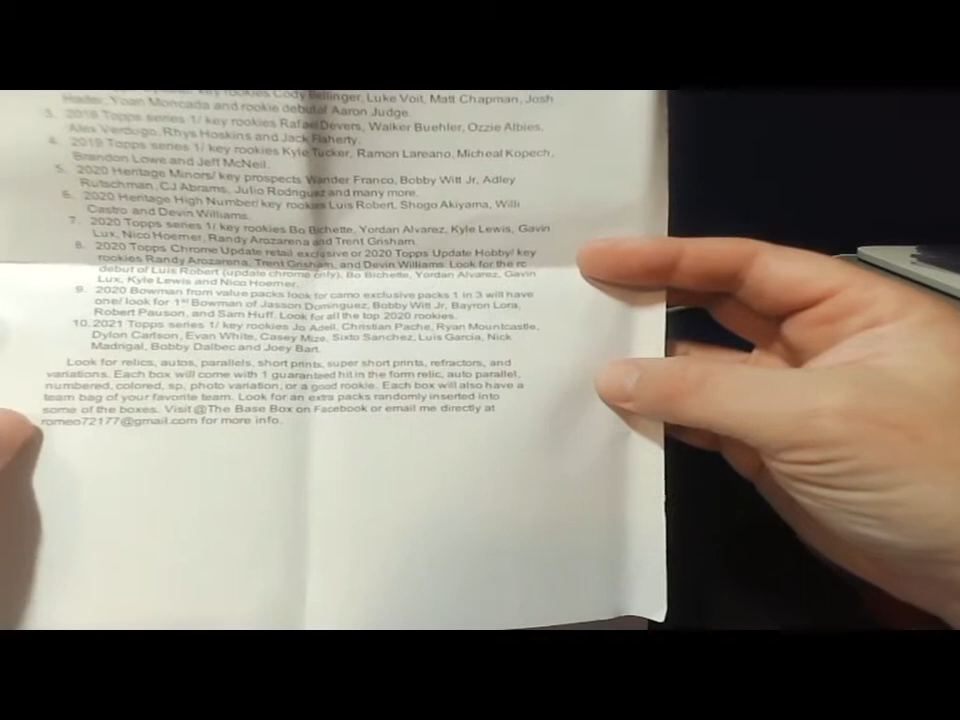 key rookies Cody Bellinger, Luke Voit, Matt Chapman, Josh
Hader, Yoan Moncada and rookie debut of Aaron Judge.
3. 2018 Topps series 1/ key rookies Rafael Devers, Walker Buehler, Ozzie Albies,
Alex Verdugo, Rhys Hoskins and Jack Flaherty.
4. 2019 Topps series 1/ key rookies Kyle Tucker, Ramon Lareano, Micheal Kopech,
Brandon Lowe and Jeff McNeil.
5. 2020 Heritage Minors/ key prospects Wander Franco, Bobby Witt Jr, Adley
Rutschman, CJ Abrams, Julio Rodriguez and many more.
6. 2020 Heritage High Number/ key rookies Luis Robert, Shogo Akiyama, Willi
Castro and Devin Williams.
7. 2020 Topps series 1/ key rookies Bo Bichette, Yordan Alvarez, Kyle Lewis, Gavin
Lux, Nico Hoerner, Randy Arozarena and Trent Grisham.
8. 2020 Topps Chrome Update retail exclusive or 2020 Topps Update Hobby/ key
rookies Randy Arozarena, Trent Grisham, and Devin Williams. Look for the rc
debut of Luis Robert (update chrome only), Bo Bichette, Yordan Alvarez, Gavin
Lux, Kyle Lewis and Nico Hoerner.
9. 2020 Bowman from value packs look for camo exclusive packs 1 in 3 will have
one/ look for 1st Bowman of Jasson Dominguez, Bobby Witt Jr, Bayron Lora,
Robert Pauson, and Sam Huff. Look for all the top 2020 rookies.
10. 2021 Topps series 1/ key rookies Jo Adell, Christian Pache, Ryan Mountcastle,
Dylon Carlson, Evan White, Casey Mize, Sixto Sanchez, Luis Garcia, Nick
Madrigal, Bobby Dalbec and Joey Bart.
Look for relics, autos, parallels, short prints, super short prints, refractors, and
variations. Each box will come with 1 guaranteed hit in the form relic, auto parallel,
numbered, colored, sp, photo variation, or a good rookie. Each box will also have a
team bag of your favorite team. Look for an extra packs randomly inserted into
some of the boxes. Visit @The Base Box on Facebook or email me directly at
romeo72177@gmail.com for more info.